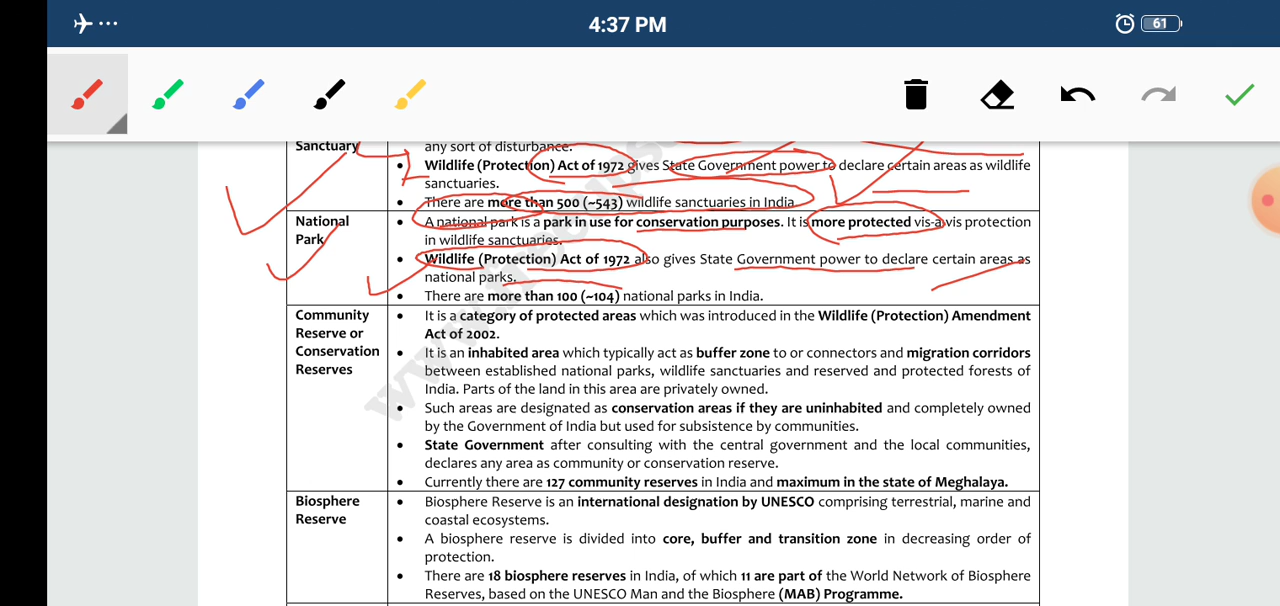 4:37 PM
61
Sanctuary
any sort of disturbance.
• Wildlife (Protection) Act of 1972 gives State Government power to declare certain areas as wildlife
sanctuaries.
• There are more than 500 (~543) wildlife sanctuaries in India.
National
Park
• A national park is a park in use for conservation purposes. It is more protected vis-à-vis protection
in wildlife sanctuaries.
• Wildlife (Protection) Act of 1972 also gives State Government power to declare certain areas as
national parks.
• There are more than 100 (~104) national parks in India.
Community
Reserve or
Conservation
Reserves
• It is a category of protected areas which was introduced in the Wildlife (Protection) Amendment
Act of 2002.
• It is an inhabited area which typically act as buffer zone to or connectors and migration corridors
between established national parks, wildlife sanctuaries and reserved and protected forests of
India. Parts of the land in this area are privately owned.
• Such areas are designated as conservation areas if they are uninhabited and completely owned
by the Government of India but used for subsistence by communities.
• State Government after consulting with the central government and the local communities,
declares any area as community or conservation reserve.
• Currently there are 127 community reserves in India and maximum in the state of Meghalaya.
Biosphere
Reserve
• Biosphere Reserve is an international designation by UNESCO comprising terrestrial, marine and
coastal ecosystems.
• A biosphere reserve is divided into core, buffer and transition zone in decreasing order of
protection.
• There are 18 biosphere reserves in India, of which 11 are part of the World Network of Biosphere
Reserves, based on the UNESCO Man and the Biosphere (MAB) Programme.